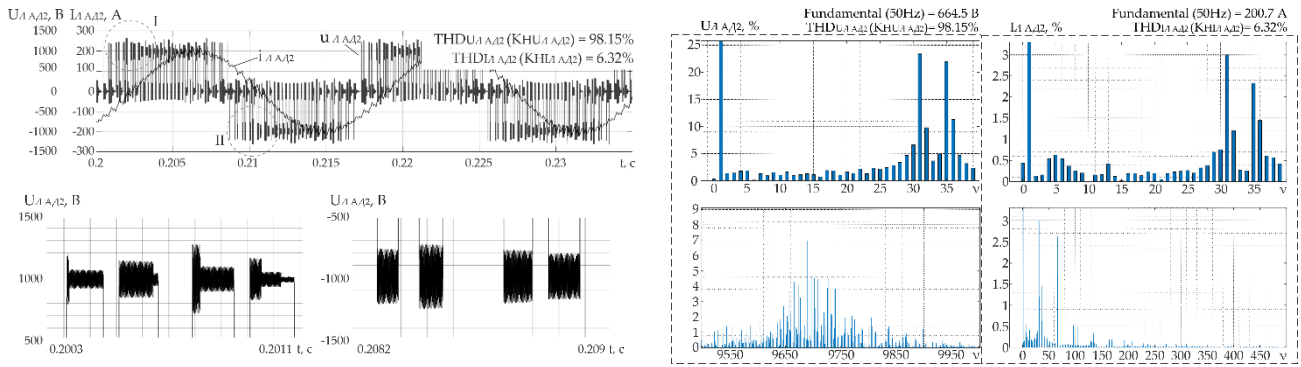 Uл АД2, В Iл АД2, А
I
uл АД2
iл АД2
THDUл АД2 (KHUл АД2) = 98.15%
THDIл АД2 (KHIл АД2) = 6.32%
1500 300
1000 200
500 100
0 0
-500 -100
-1000 -200
-1500 -300
II
0.2 0.205 0.21 0.215 0.22 0.225 0.23 t, c
Uл АД2, В
1500
1000
500
0.2003 0.2011 t, c
Uл АД2, В
-500
-1000
-1500
0.2082 0.209 t, c
Fundamental (50Hz) = 664.5 В
Uл АД2, % THDUл АД2 (KHUл АД2) = 98.15%
25
20
15
10
5
0
0 5 10 15 20 25 30 35 ν
9
8
7
6
5
4
3
2
1
0
9550 9650 9750 9850 9950 ν
Fundamental (50Hz) = 200.7 А
Iл АД2, % THDIл АД2 (KHIл АД2) = 6.32%
3
2.5
2
1.5
1
0.5
0
0 5 10 15 20 25 30 35 ν
3
2.5
2
1.5
1
0.5
0
0 50 100 150 200 250 300 350 400 450 ν